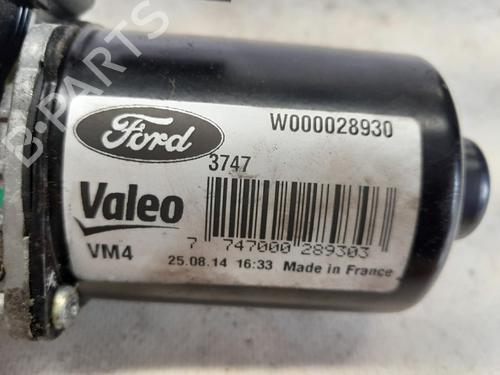 B-PARTS
Ford
W000028930
3747
Valeo
7 747000 289303
VM4
25.08.14 16:33 Made in France